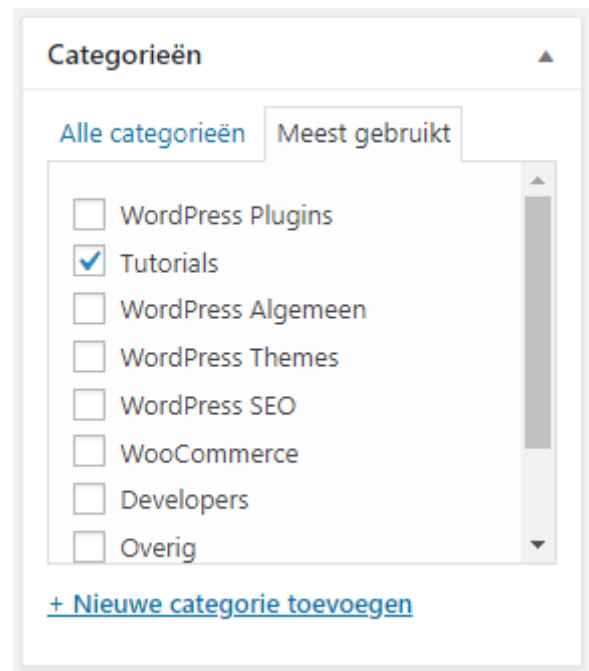 Categorieën
Alle categorieën Meest gebruikt
WordPress Plugins
Tutorials
WordPress Algemeen
WordPress Themes
WordPress SEO
WooCommerce
Developers
Overig
+ Nieuwe categorie toevoegen